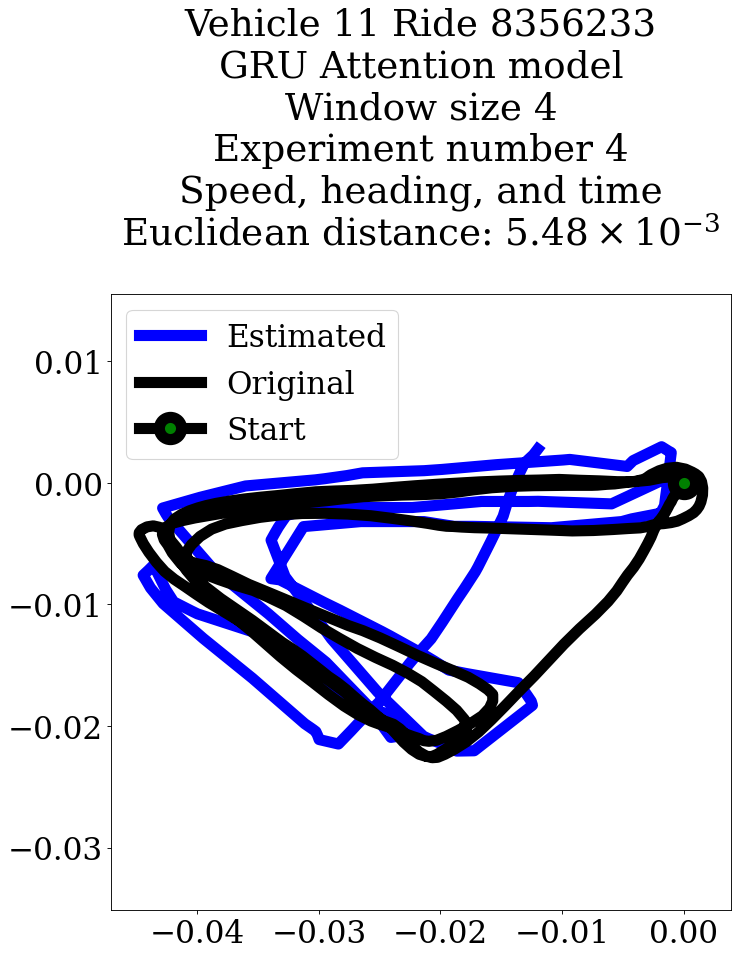 Vehicle 11 Ride 8356233
GRU Attention model
Window size 4
Experiment number 4
Speed, heading, and time
Euclidean distance: 5.48 × 10⁻³
Estimated
Original
Start
0.01
0.00
−0.01
−0.02
−0.03
−0.04 −0.03 −0.02 −0.01 0.00